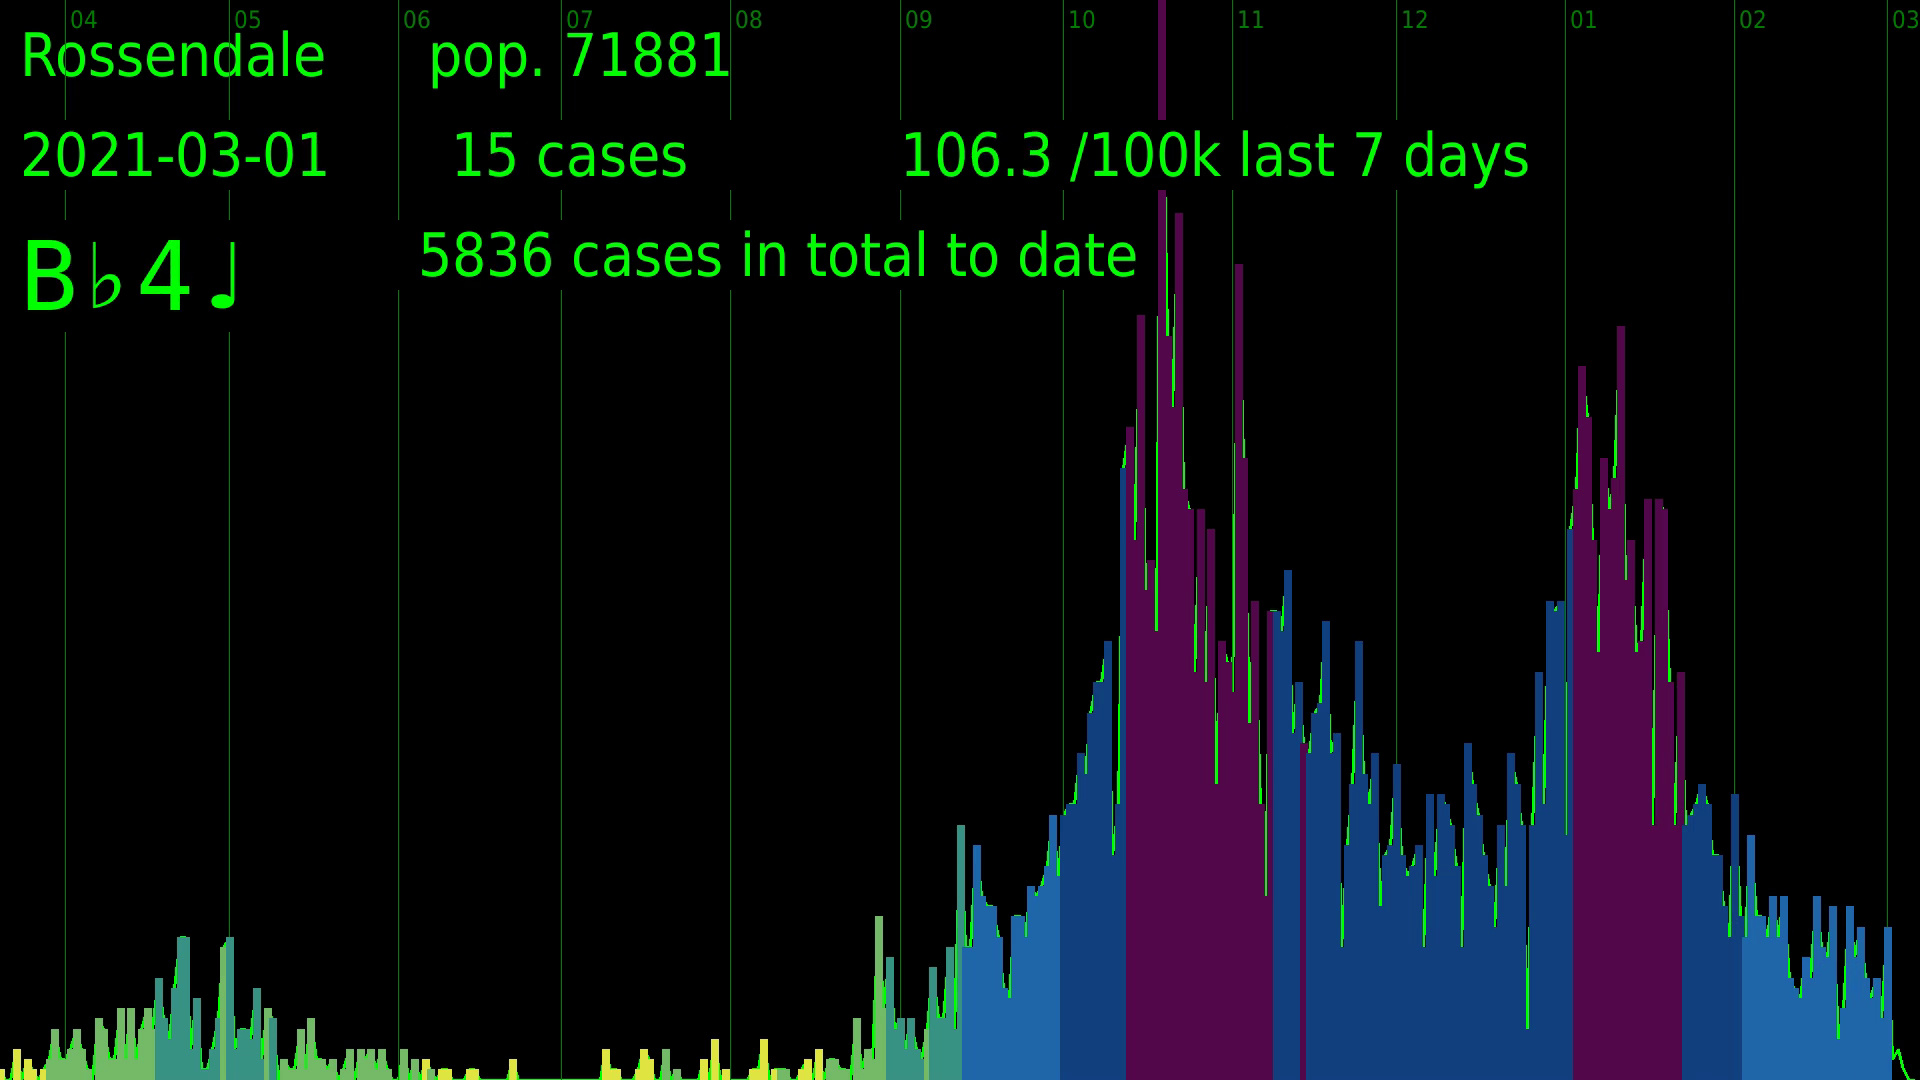 04 05 06 07 08 09 10 11 12 01 02 03
Rossendale pop. 71881
2021-03-01 15 cases 106.3 /100k last 7 days
B♭4♩ 5836 cases in total to date